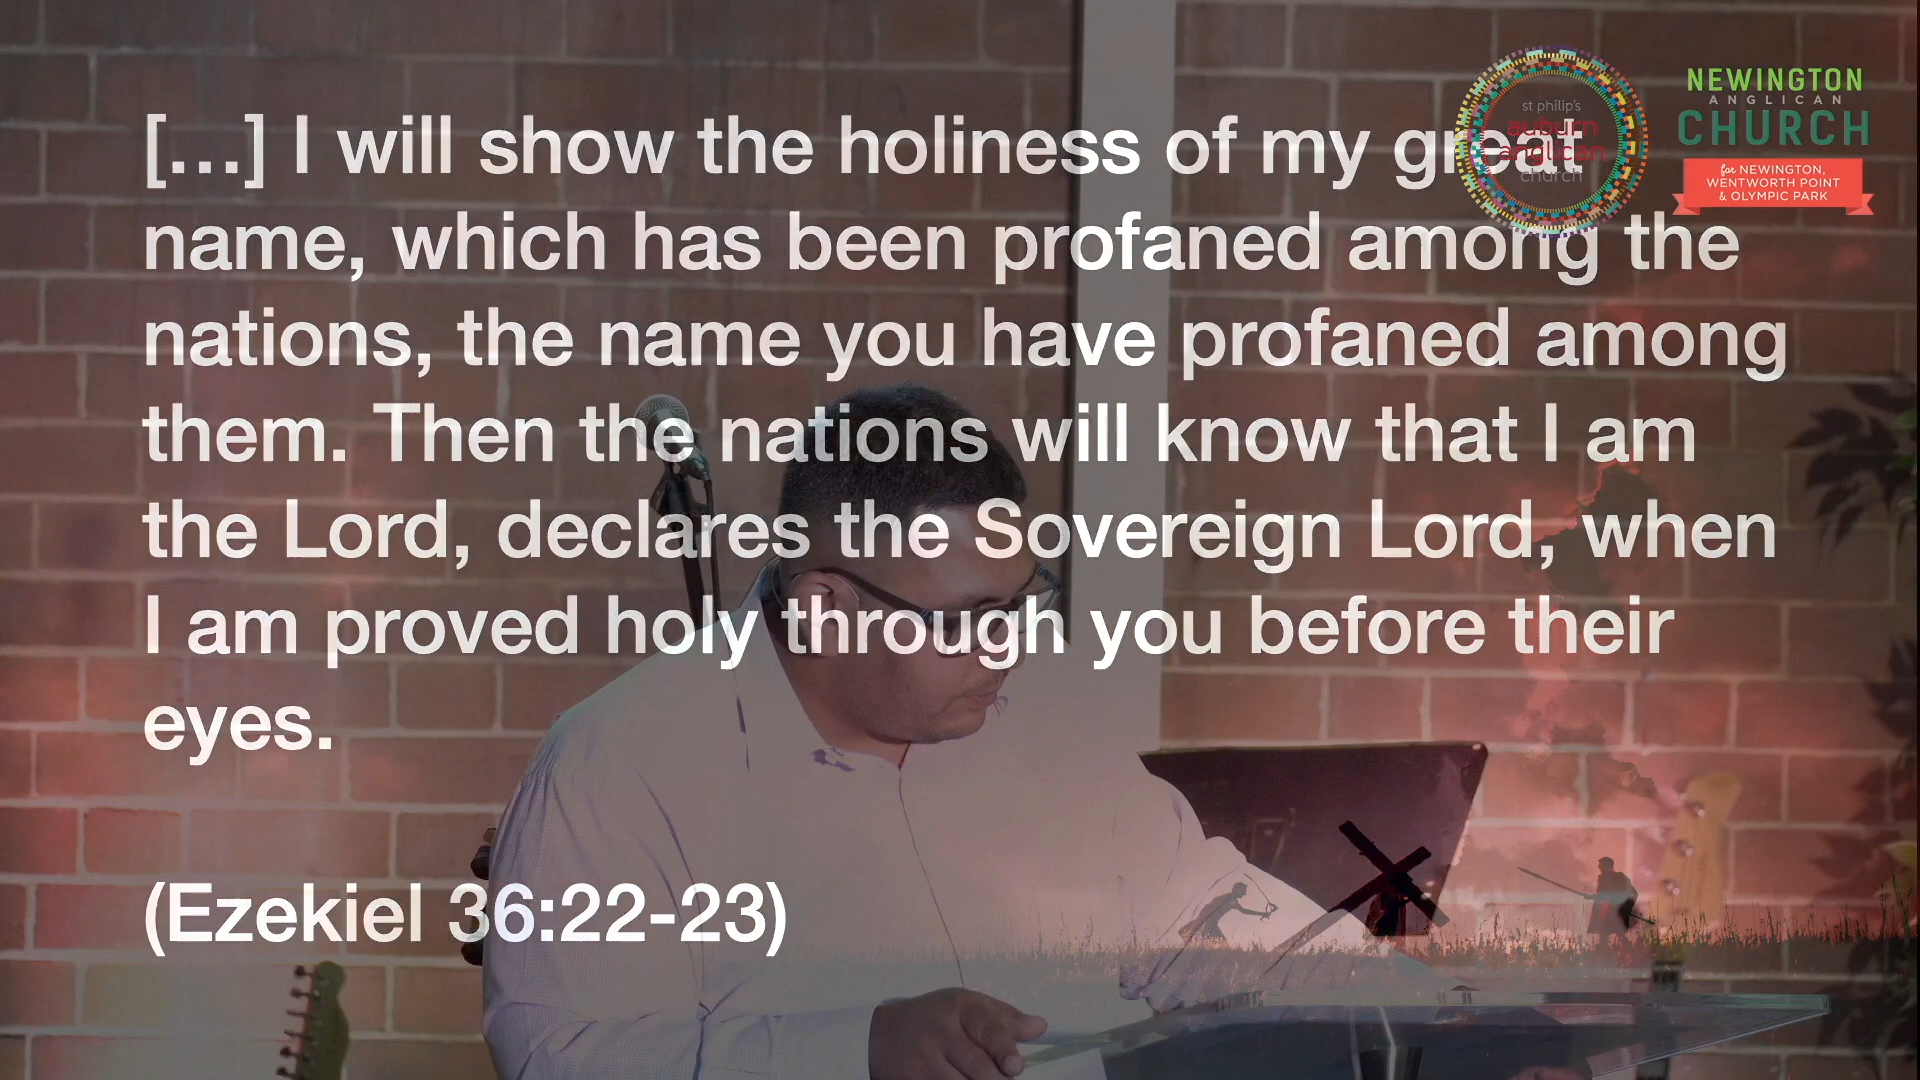 […] I will show the holiness of my great
name, which has been profaned among the
nations, the name you have profaned among
them. Then the nations will know that I am
the Lord, declares the Sovereign Lord, when
I am proved holy through you before their
eyes.
(Ezekiel 36:22-23)
st philip's
auburn
anglican
church
NEWINGTON
ANGLICAN
CHURCH
for NEWINGTON,
WENTWORTH POINT
& OLYMPIC PARK